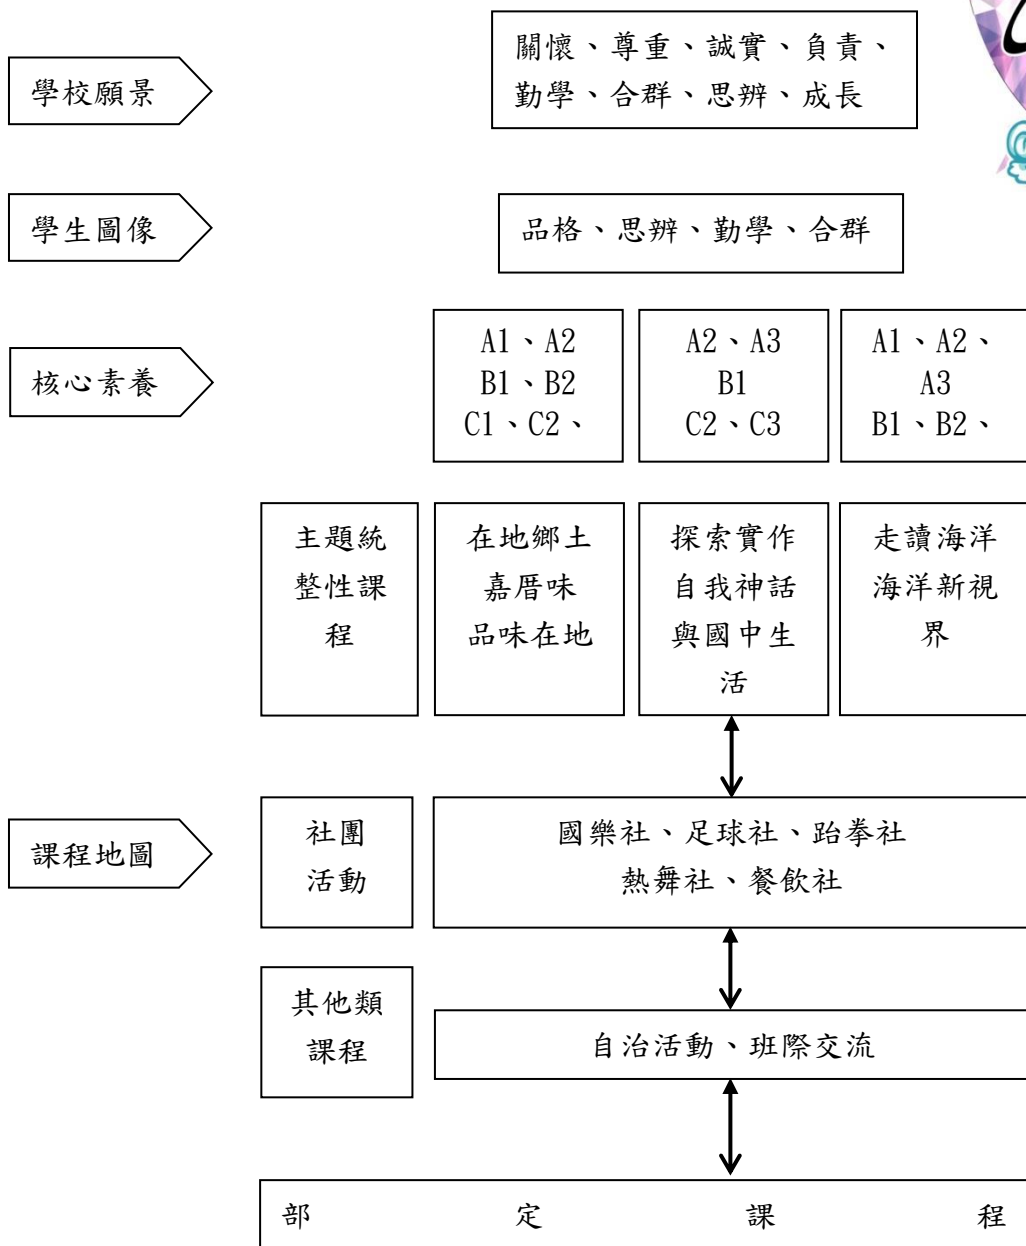 學校願景
關懷、尊重、誠實、負責、
勤學、合群、思辨、成長
學生圖像
品格、思辨、勤學、合群
核心素養
A1、A2
B1、B2
C1、C2、
A2、A3
B1
C2、C3
A1、A2、
A3
B1、B2、
主題統
整性課
程
在地鄉土
嘉厝味
品味在地
探索實作
自我神話
與國中生
活
走讀海洋
海洋新視
界
課程地圖
社團
活動
國樂社、足球社、跆拳社
熱舞社、餐飲社
其他類
課程
自治活動、班際交流
部定課程